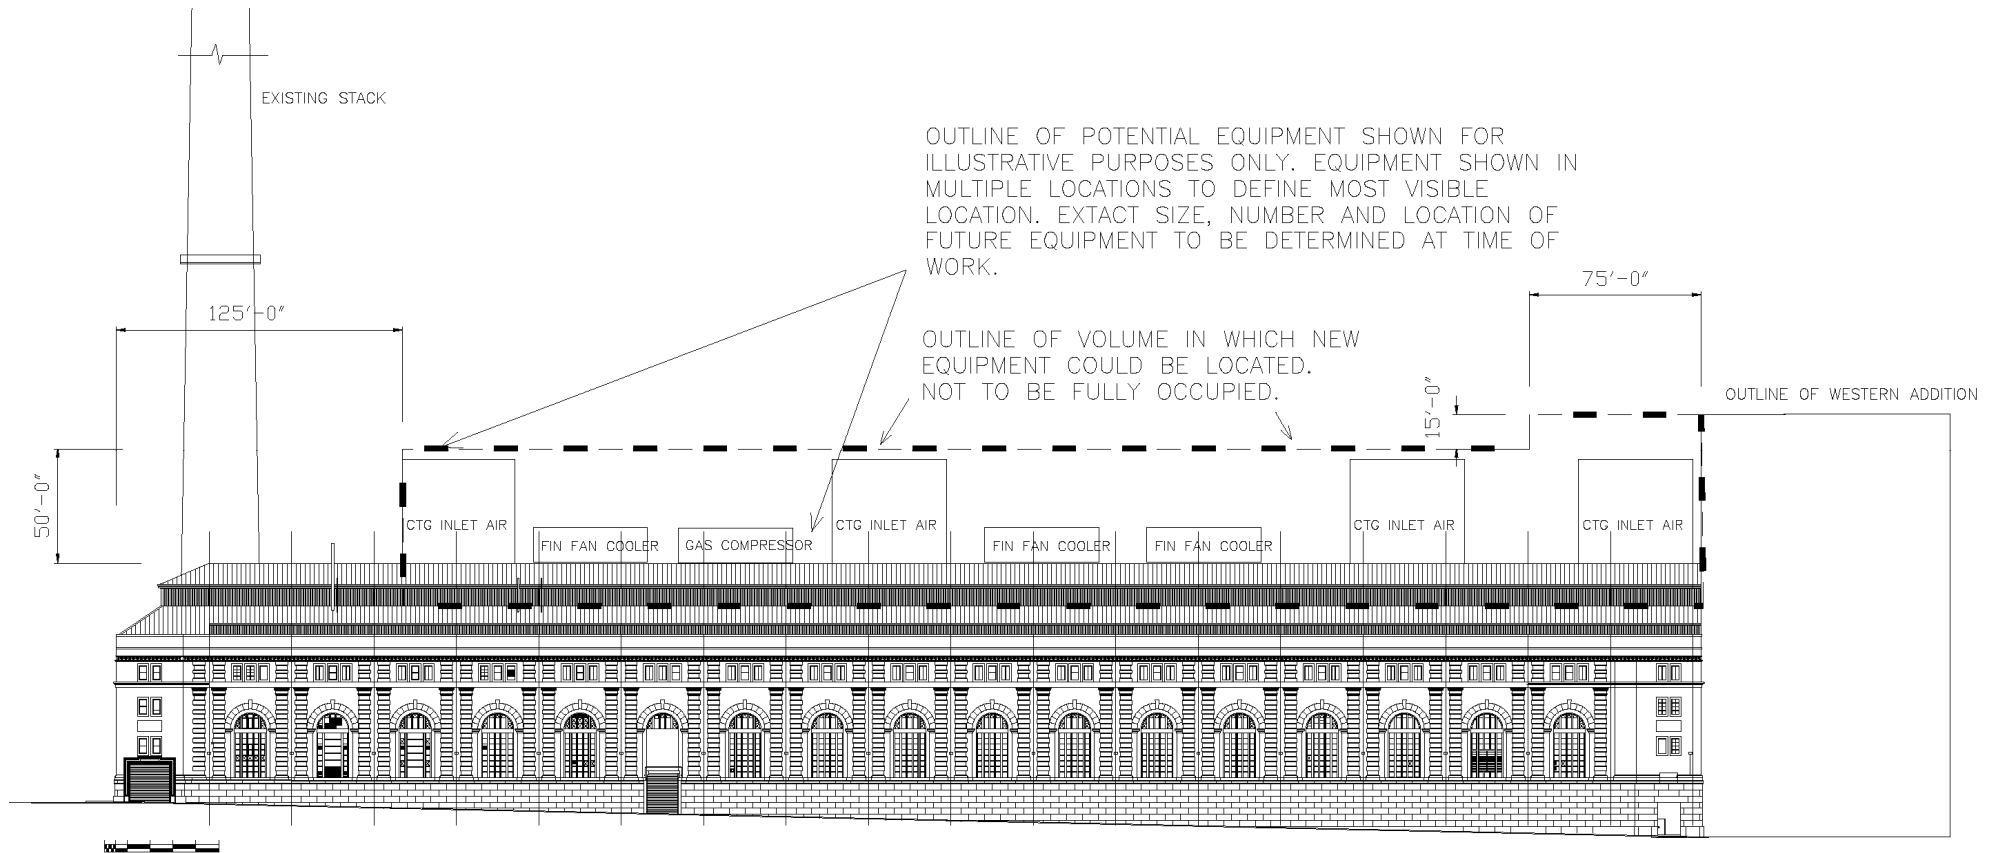 EXISTING STACK
OUTLINE OF POTENTIAL EQUIPMENT SHOWN FOR
ILLUSTRATIVE PURPOSES ONLY. EQUIPMENT SHOWN IN
MULTIPLE LOCATIONS TO DEFINE MOST VISIBLE
LOCATION. EXTACT SIZE, NUMBER AND LOCATION OF
FUTURE EQUIPMENT TO BE DETERMINED AT TIME OF
WORK.
75'-0"
125'-0"
OUTLINE OF VOLUME IN WHICH NEW
EQUIPMENT COULD BE LOCATED.
NOT TO BE FULLY OCCUPIED.
15'-0"
OUTLINE OF WESTERN ADDITION
50'-0"
CTG INLET AIR
CTG INLET AIR
CTG INLET AIR
CTG INLET AIR
FIN FAN COOLER
GAS COMPRESSOR
FIN FAN COOLER
FIN FAN COOLER